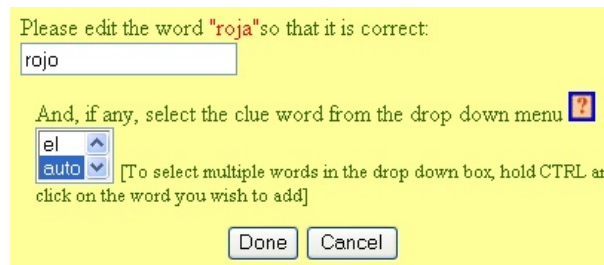 Please edit the word "roja"so that it is correct:
rojo
And, if any, select the clue word from the drop down menu ?
el
auto [To select multiple words in the drop down box, hold CTRL
click on the word you wish to add]
Done Cancel